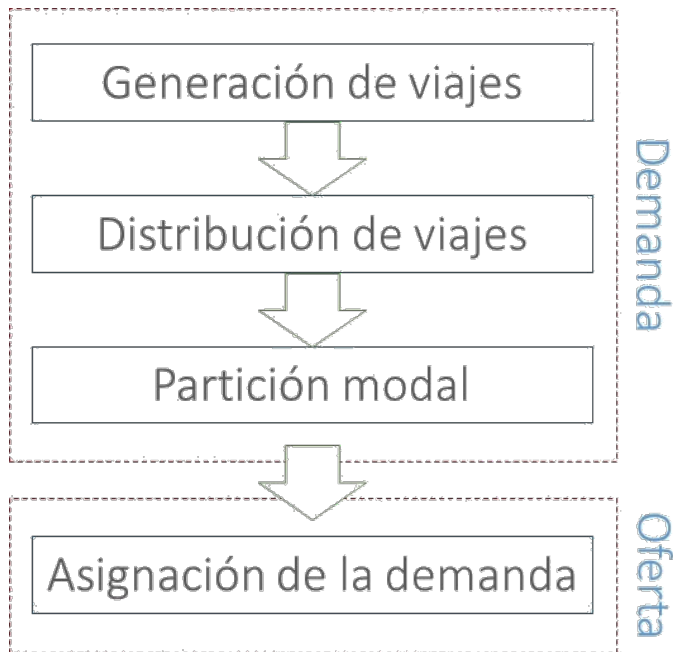 Generación de viajes
Distribución de viajes
Partición modal
Demanda
Asignación de la demanda
Oferta